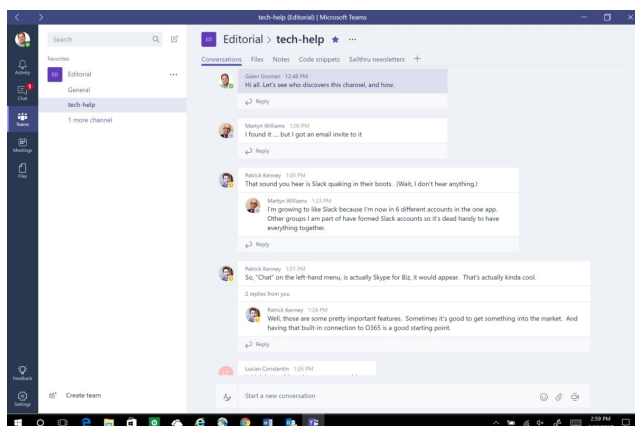 tech-help (Editorial) | Microsoft Teams
Search
ED Editorial > tech-help
Activity
Chat
1
Teams
Meetings
Files
Feedback
Settings
Favorites
ED Editorial
General
tech-help
1 more channel
Create team
Conversations Files Notes Code snippets Sailthru newsletters
Galen Gruman 12:48 PM
Hi all. Let's see who discovers this channel, and how.
Reply
Martyn Williams 1:00 PM
I found it ... but I got an email invite to it
Reply
Patrick Kenney 1:00 PM
That sound you hear is Slack quaking in their boots. (Wait, I don't hear anything.)
Martyn Williams 1:23 PM
I'm growing to like Slack because I'm now in 6 different accounts in the one app.
Other groups I am part of have formed Slack accounts so it's dead handy to have
everything together.
Reply
Patrick Kenney 1:01 PM
So, "Chat" on the left-hand menu, is actually Skype for Biz, it would appear. That's actually kinda cool.
2 replies from you
Patrick Kenney 1:24 PM
Well, those are some pretty important features. Sometimes it's good to get something into the market. And
having that built-in connection to O365 is a good starting point.
Reply
Lucian Constantin 1:06 PM
Start a new conversation
2:59 PM